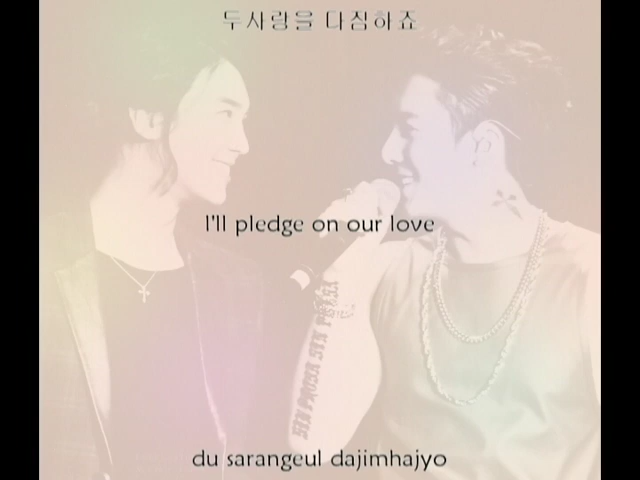 두사랑을 다짐하죠
I'll pledge on our love
du sarangeul dajimhajyo